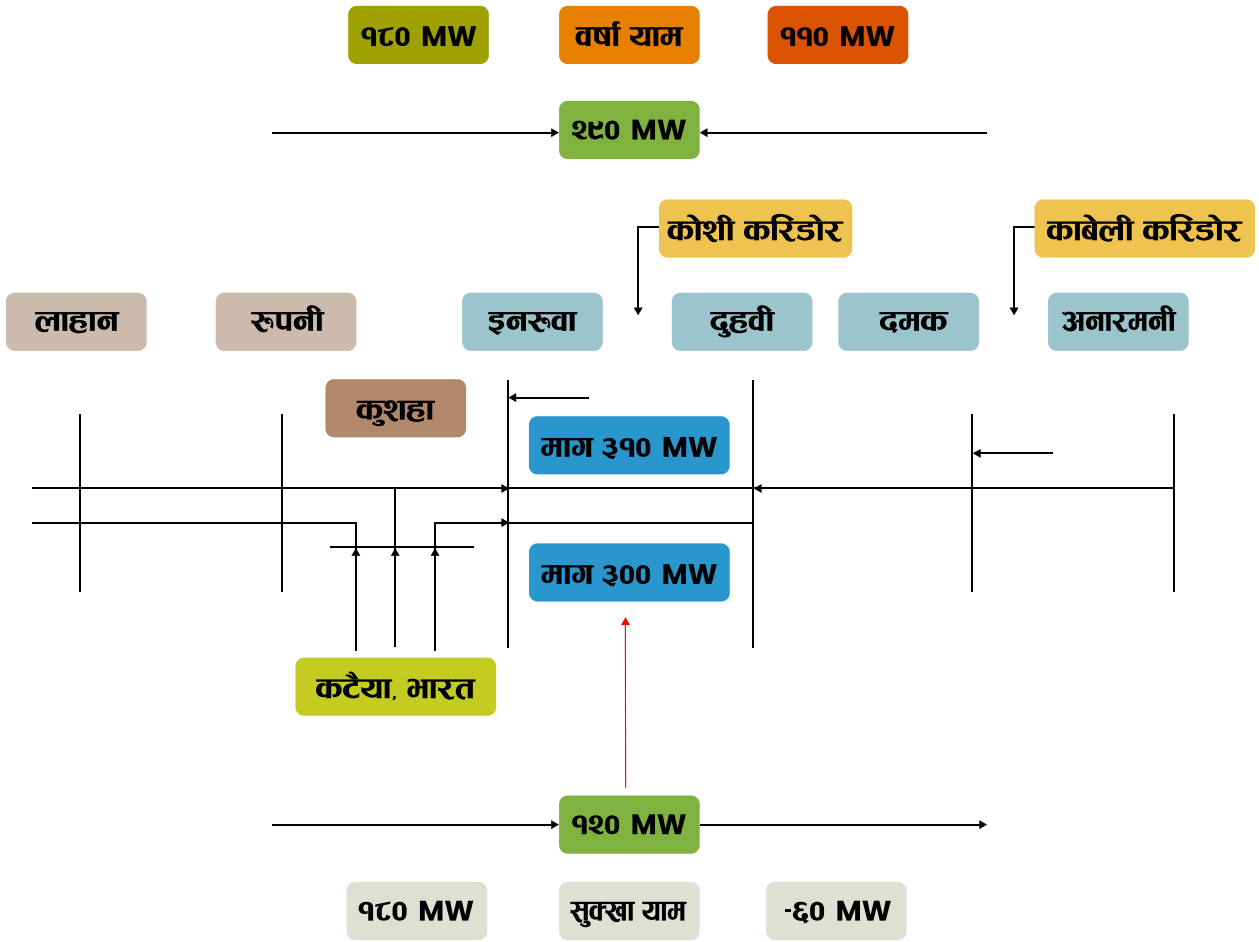 १८० MW
वर्षा याम
११० MW
२९० MW
कोशी करिडोर
काबेली करिडोर
लाहान
रुपनी
इनरुवा
दुहवी
दमक
अनारमनी
कुशहा
माग ३१० MW
माग ३०० MW
कटैया, भारत
१२० MW
१८० MW
सुक्खा याम
-६० MW